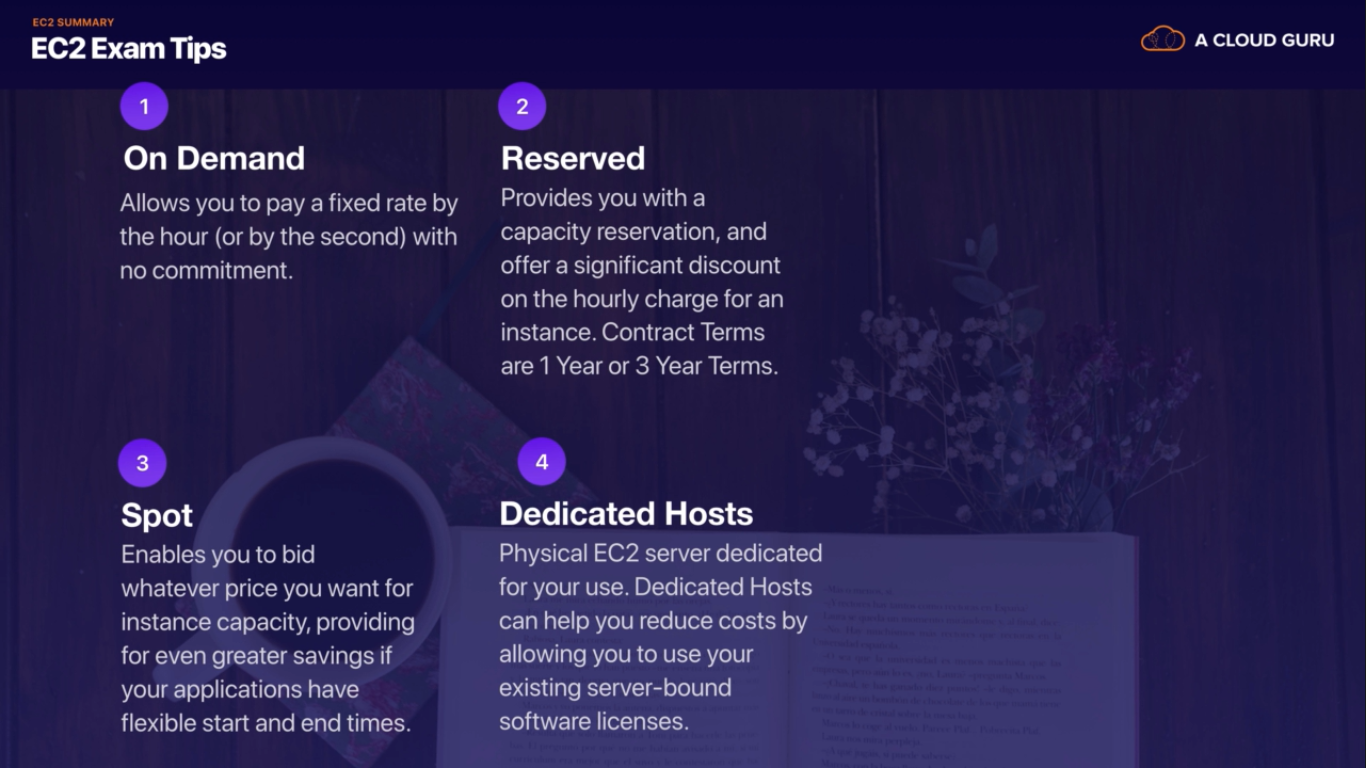 EC2 SUMMARY
EC2 Exam Tips
A CLOUD GURU
1
On Demand
Allows you to pay a fixed rate by
the hour (or by the second) with
no commitment.
2
Reserved
Provides you with a
capacity reservation, and
offer a significant discount
on the hourly charge for an
instance. Contract Terms
are 1 Year or 3 Year Terms.
3
Spot
Enables you to bid
whatever price you want for
instance capacity, providing
for even greater savings if
your applications have
flexible start and end times.
4
Dedicated Hosts
Physical EC2 server dedicated
for your use. Dedicated Hosts
can help you reduce costs by
allowing you to use your
existing server-bound
software licenses.